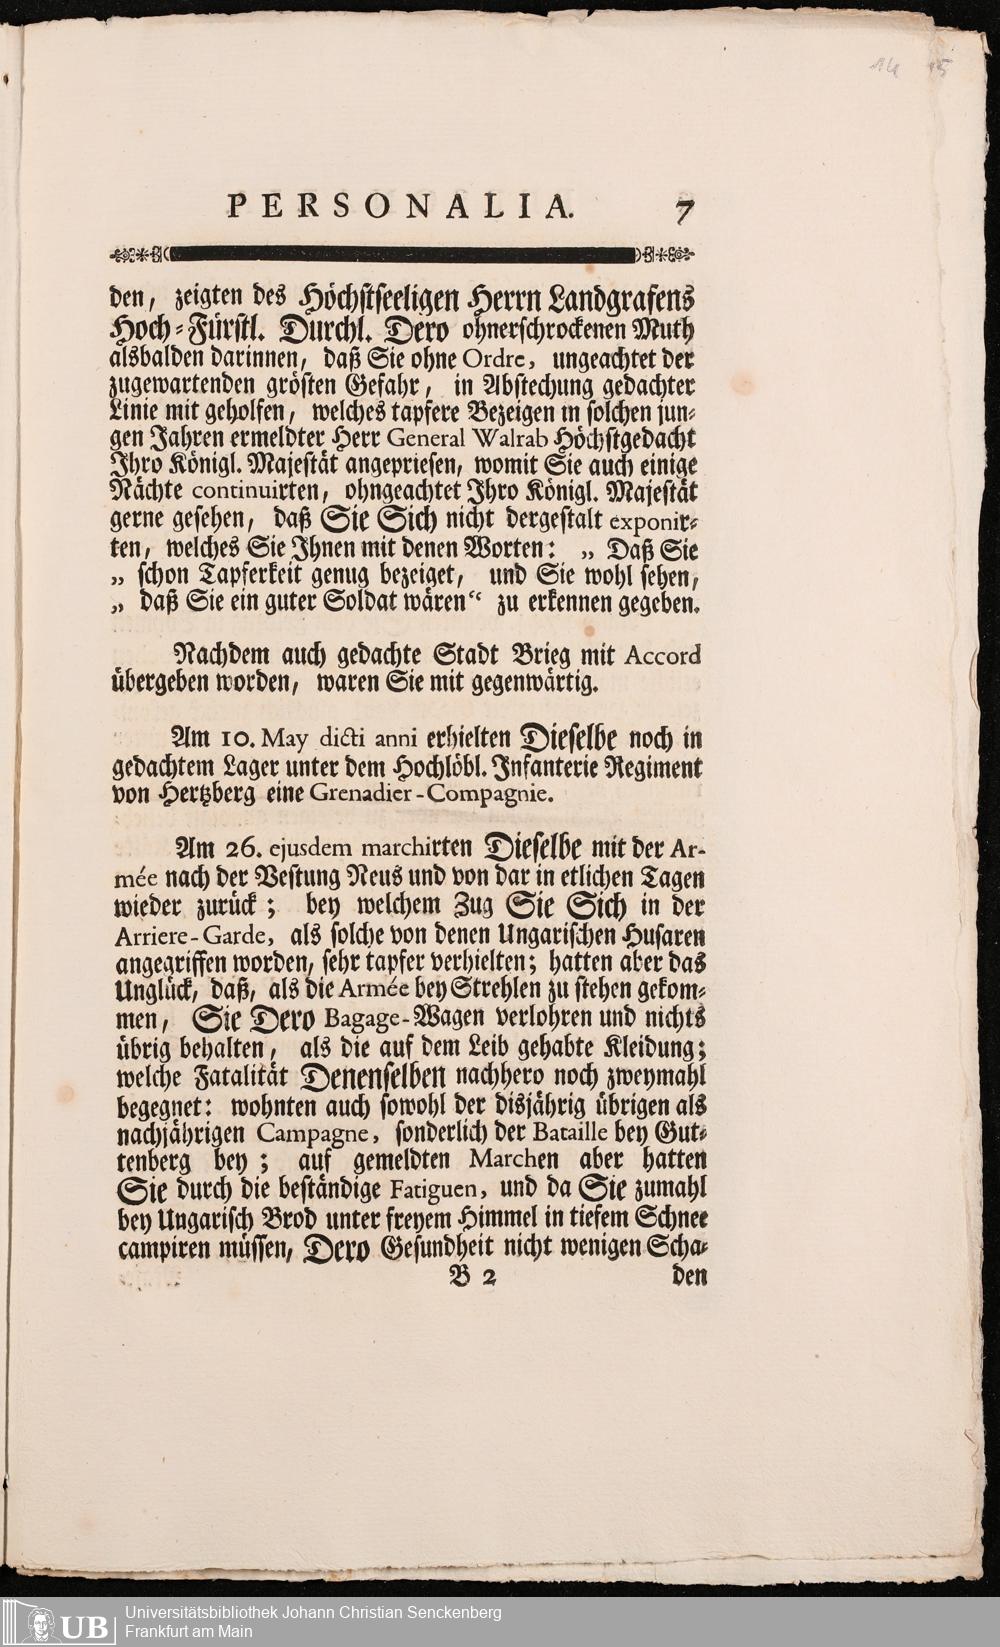 14 15
PERSONALIA. 7
den, zeigten des Höchstseeligen Herrn Landgrafens
Hoch-Fürstl. Durchl. Dero ohnerschrockenen Muth
alsbalden darinnen, daß Sie ohne Ordre, ungeachtet der
zugewartenden grösten Gefahr, in Abstechung gedachter
Linie mit geholfen, welches tapfere Bezeigen in solchen jun-
gen Jahren ermeldter Herr General Walrab Höchstgedacht
Ihro Königl. Majestät angepriesen, womit Sie auch einige
Nächte continuirten, ohngeachtet Ihro Königl. Majestät
gerne gesehen, daß Sie Sich nicht dergestalt exponir-
ten, welches Sie Ihnen mit denen Worten: „ Daß Sie
„ schon Tapferkeit genug bezeiget, und Sie wohl sehen,
„ daß Sie ein guter Soldat wären“ zu erkennen gegeben.
Nachdem auch gedachte Stadt Brieg mit Accord
übergeben worden, waren Sie mit gegenwärtig.
Am 10. May dicti anni erhielten Dieselbe noch in
gedachtem Lager unter dem Hochlöbl. Infanterie Regiment
von Hertzberg eine Grenadier-Compagnie.
Am 26. ejusdem marchirten Dieselbe mit der Ar-
mée nach der Vestung Neus und von dar in etlichen Tagen
wieder zurück; bey welchem Zug Sie Sich in der
Arriere-Garde, als solche von denen Ungarischen Husaren
angegriffen worden, sehr tapfer verhielten; hatten aber das
Unglück, daß, als die Armée bey Strehlen zu stehen gekom-
men, Sie Dero Bagage-Wagen verlohren und nichts
übrig behalten, als die auf dem Leib gehabte Kleidung;
welche Fatalität Denenselben nachhero noch zweymahl
begegnet: wohnten auch sowohl der disjährig übrigen als
nachjährigen Campagne, sonderlich der Bataille bey Gut-
tenberg bey; auf gemeldten Marchen aber hatten
Sie durch die beständige Fatiguen, und da Sie zumahl
bey Ungarisch Brod unter freyem Himmel in tiefem Schnee
campiren müssen, Dero Gesundheit nicht wenigen Scha-
B 2 den
UB Universitätsbibliothek Johann Christian Senckenberg
Frankfurt am Main